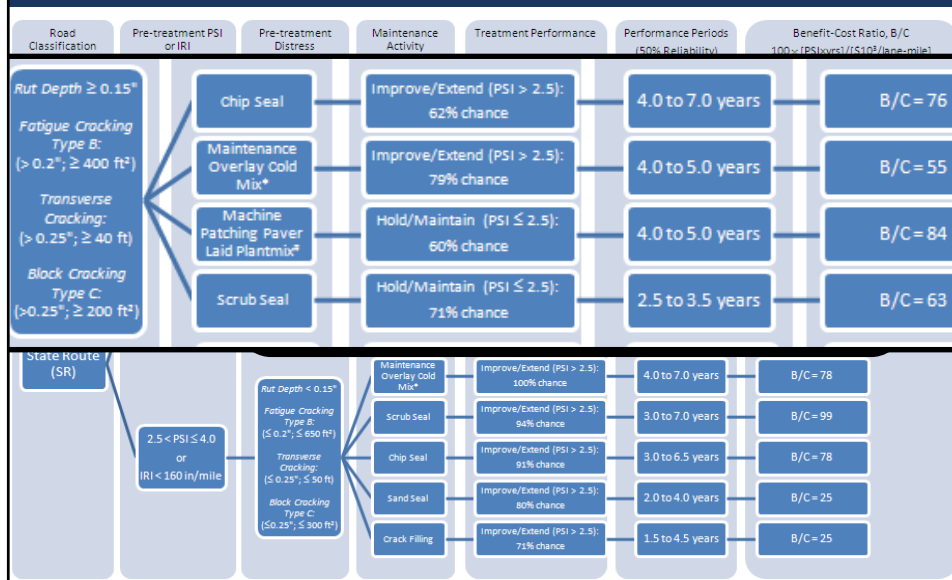 Road
Classification
Pre-treatment PSI
or IRI
Pre-treatment
Distress
Maintenance
Activity
Treatment Performance
Performance Periods
(50% Reliability)
Benefit-Cost Ratio, B/C
100 × [PSI×yrs]/[$10³/lane-mile]
Rut Depth ≥ 0.15"
Fatigue Cracking
Type B:
(> 0.2"; ≥ 400 ft²)
Transverse
Cracking:
(> 0.25"; ≥ 40 ft)
Block Cracking
Type C:
(>0.25"; ≥ 200 ft²)
Chip Seal
Improve/Extend (PSI > 2.5):
62% chance
4.0 to 7.0 years
B/C = 76
Maintenance
Overlay Cold
Mix*
Improve/Extend (PSI > 2.5):
79% chance
4.0 to 5.0 years
B/C = 55
Machine
Patching Paver
Laid Plantmix#
Hold/Maintain (PSI ≤ 2.5):
60% chance
4.0 to 5.0 years
B/C = 84
Scrub Seal
Hold/Maintain (PSI ≤ 2.5):
71% chance
2.5 to 3.5 years
B/C = 63
State Route
(SR)
2.5 < PSI ≤ 4.0
or
IRI < 160 in/mile
Rut Depth < 0.15"
Fatigue Cracking
Type B:
(≤ 0.2"; ≤ 650 ft²)
Transverse
Cracking:
(≤ 0.25"; ≤ 50 ft)
Block Cracking
Type C:
(≤0.25"; ≤ 300 ft²)
Maintenance
Overlay Cold
Mix*
Improve/Extend (PSI > 2.5):
100% chance
4.0 to 7.0 years
B/C = 78
Scrub Seal
Improve/Extend (PSI > 2.5):
94% chance
3.0 to 7.0 years
B/C = 99
Chip Seal
Improve/Extend (PSI > 2.5):
91% chance
3.0 to 6.5 years
B/C = 78
Sand Seal
Improve/Extend (PSI > 2.5):
80% chance
2.0 to 4.0 years
B/C = 25
Crack Filling
Improve/Extend (PSI > 2.5):
71% chance
1.5 to 4.5 years
B/C = 25